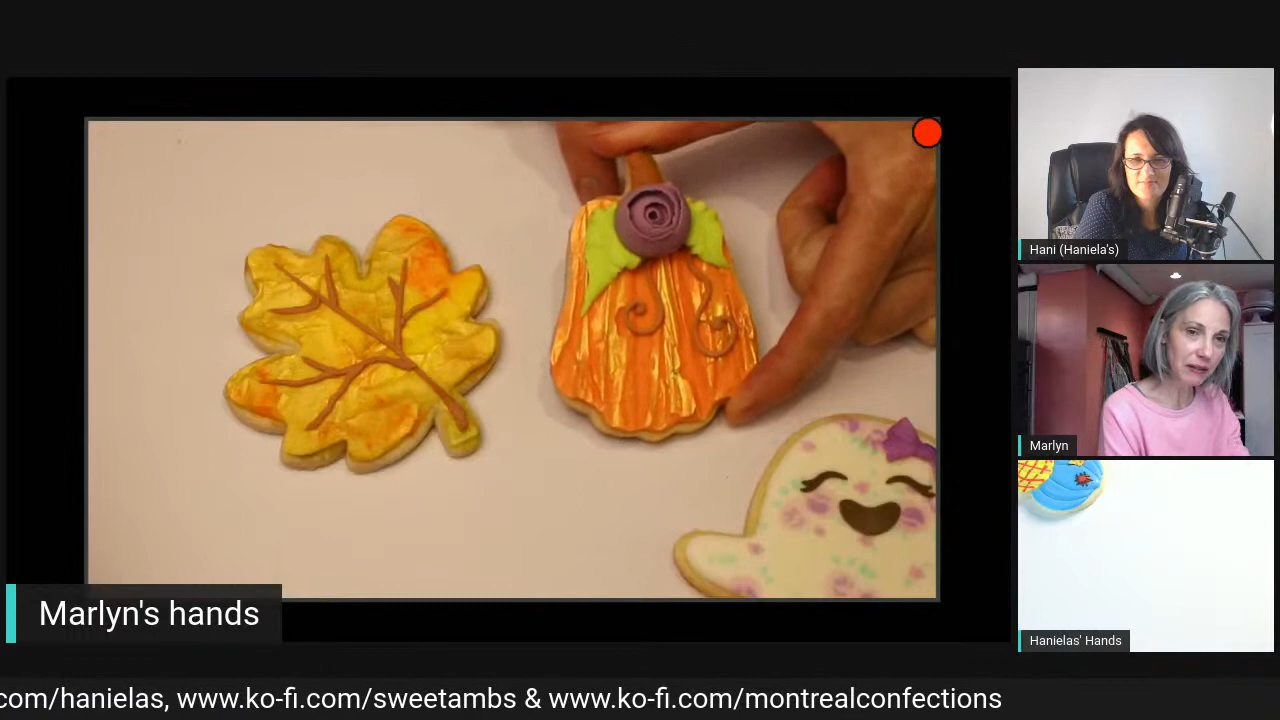 Hani (Haniela's)
Marlyn
Marlyn's hands
Hanielas' Hands
com/hanielas, www.ko-fi.com/sweetambs & www.ko-fi.com/montrealconfections